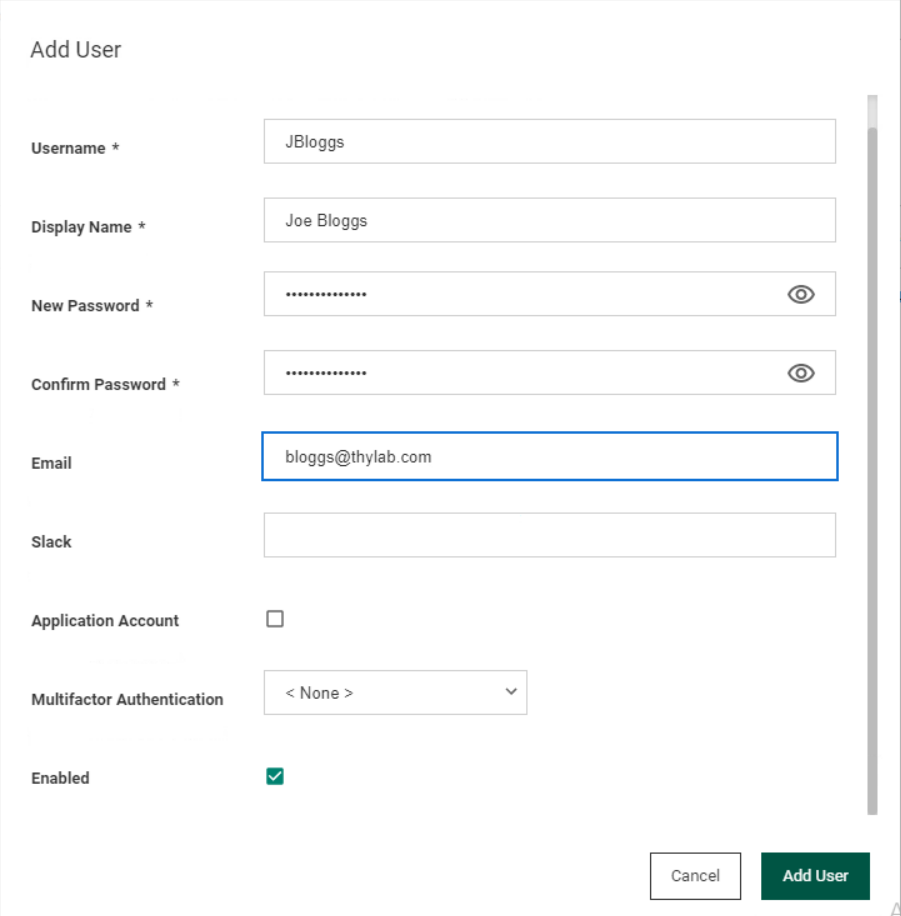 Add User
Username *
JBloggs
Display Name *
Joe Bloggs
New Password *
••••••••••••••
Confirm Password *
••••••••••••••
Email
bloggs@thylab.com
Slack
Application Account
Multifactor Authentication
< None >
Enabled
Cancel
Add User